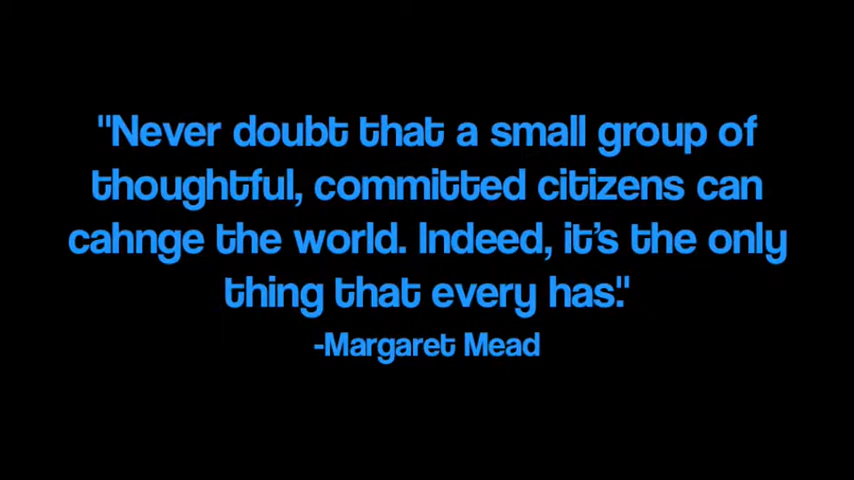 "Never doubt that a small group of
thoughtful, committed citizens can
cahnge the world. Indeed, it's the only
thing that every has."
-Margaret Mead